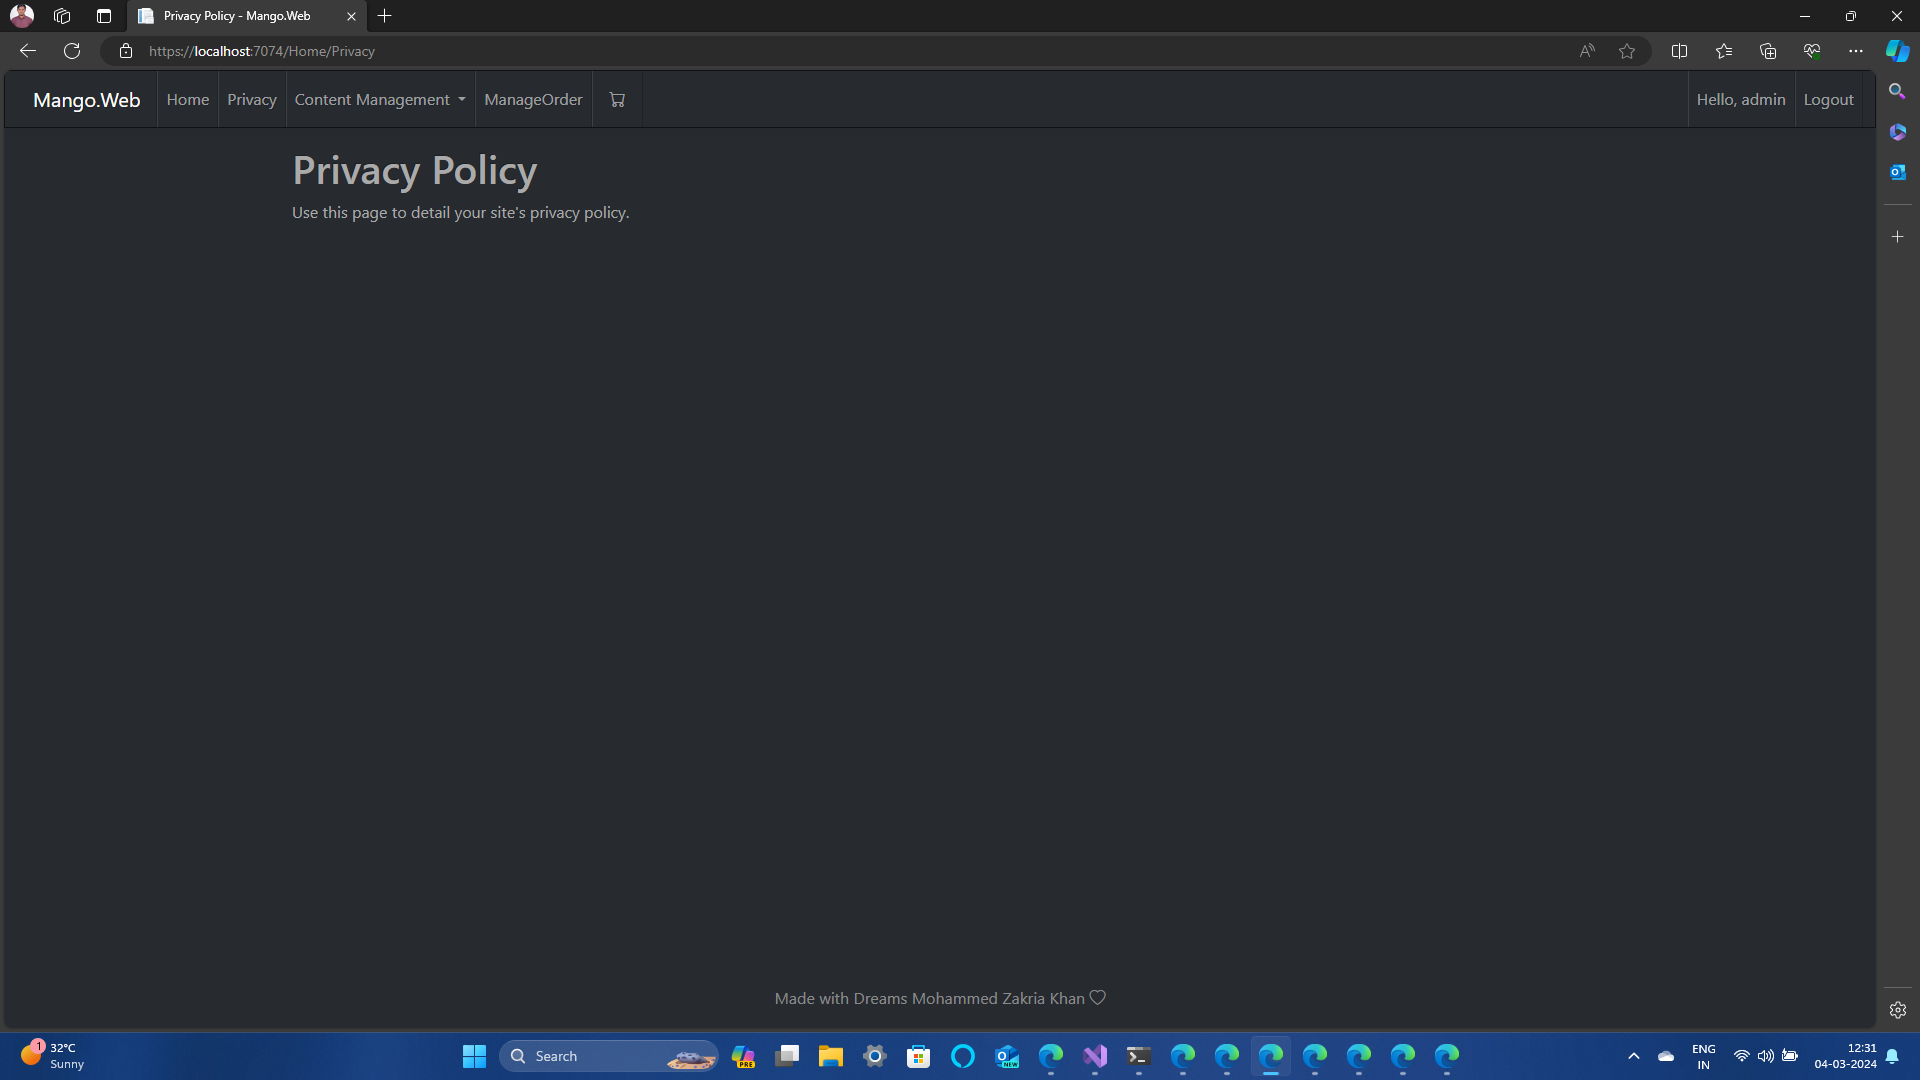 Privacy Policy - Mango.Web
https://localhost:7074/Home/Privacy
Mango.Web Home Privacy Content Management ManageOrder Hello, admin Logout
Privacy Policy
Use this page to detail your site's privacy policy.
Made with Dreams Mohammed Zakria Khan
1
32°C
Sunny
Search
PRE
NEW
ENG
IN
12:31
04-03-2024